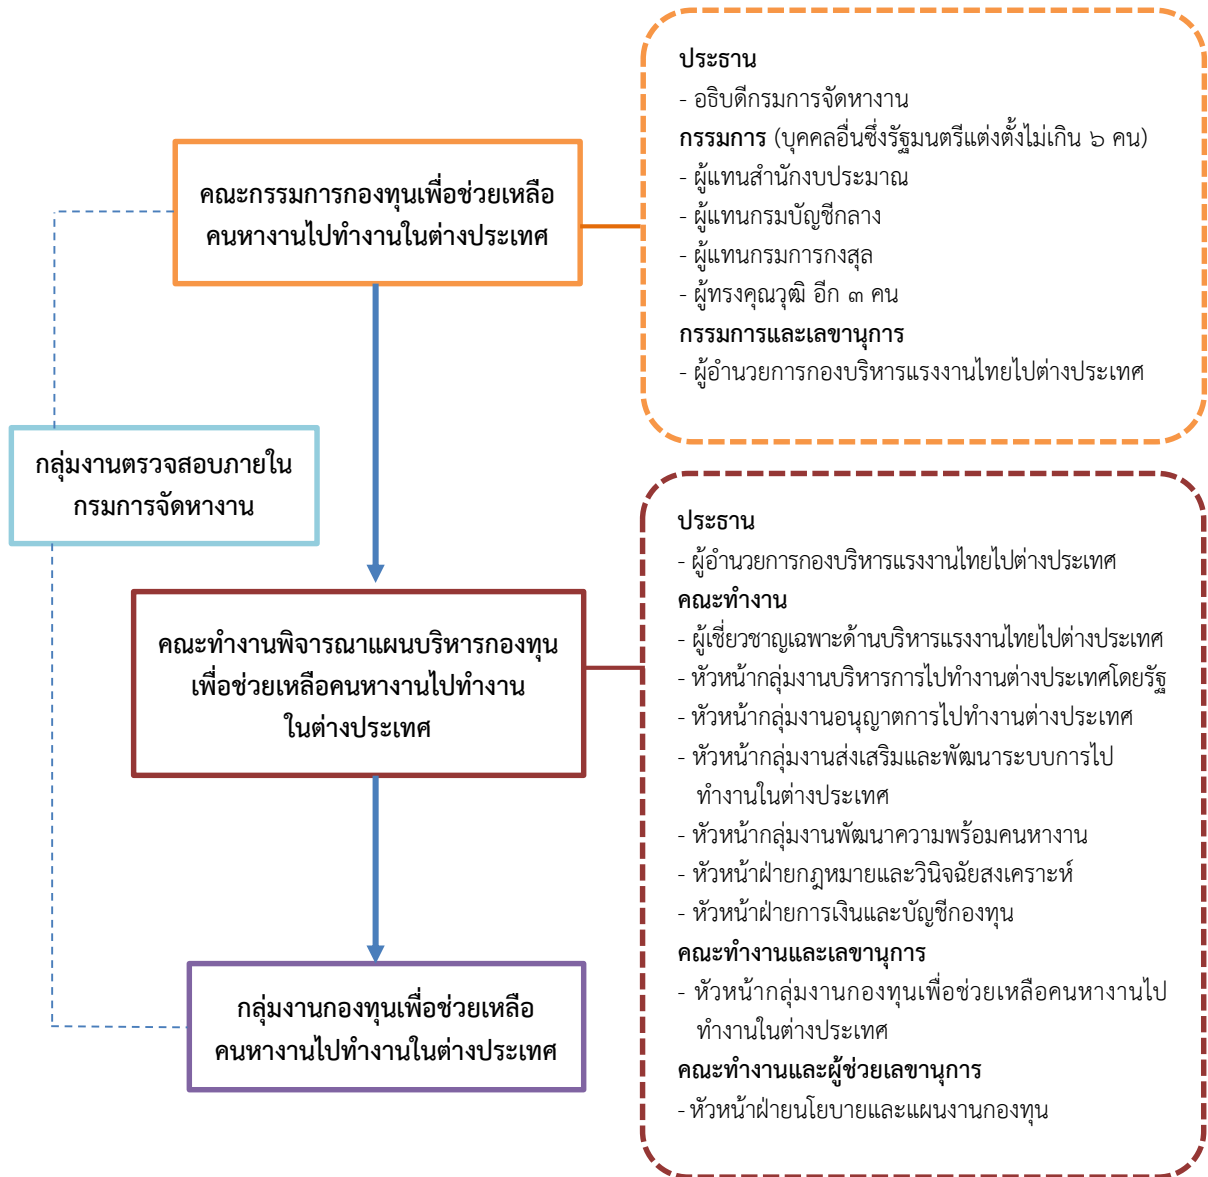 ประธาน
- อธิบดีกรมการจัดหางาน
กรรมการ (บุคคลอื่นซึ่งรัฐมนตรีแต่งตั้งไม่เกิน ๖ คน)
- ผู้แทนสำนักงบประมาณ
- ผู้แทนกรมบัญชีกลาง
- ผู้แทนกรมการกงสุล
- ผู้ทรงคุณวุฒิ อีก ๓ คน
กรรมการและเลขานุการ
- ผู้อำนวยการกองบริหารแรงงานไทยไปต่างประเทศ
คณะกรรมการกองทุนเพื่อช่วยเหลือ
คนหางานไปทำงานในต่างประเทศ
กลุ่มงานตรวจสอบภายใน
กรมการจัดหางาน
คณะทำงานพิจารณาแผนบริหารกองทุน
เพื่อช่วยเหลือคนหางานไปทำงาน
ในต่างประเทศ
ประธาน
- ผู้อำนวยการกองบริหารแรงงานไทยไปต่างประเทศ
คณะทำงาน
- ผู้เชี่ยวชาญเฉพาะด้านบริหารแรงงานไทยไปต่างประเทศ
- หัวหน้ากลุ่มงานบริหารการไปทำงานต่างประเทศโดยรัฐ
- หัวหน้ากลุ่มงานอนุญาตการไปทำงานต่างประเทศ
- หัวหน้ากลุ่มงานส่งเสริมและพัฒนาระบบการไป
ทำงานในต่างประเทศ
- หัวหน้ากลุ่มงานพัฒนาความพร้อมคนหางาน
- หัวหน้าฝ่ายกฎหมายและวินิจฉัยสงเคราะห์
- หัวหน้าฝ่ายการเงินและบัญชีกองทุน
คณะทำงานและเลขานุการ
- หัวหน้ากลุ่มงานกองทุนเพื่อช่วยเหลือคนหางานไป
ทำงานในต่างประเทศ
คณะทำงานและผู้ช่วยเลขานุการ
- หัวหน้าฝ่ายนโยบายและแผนงานกองทุน
กลุ่มงานกองทุนเพื่อช่วยเหลือ
คนหางานไปทำงานในต่างประเทศ